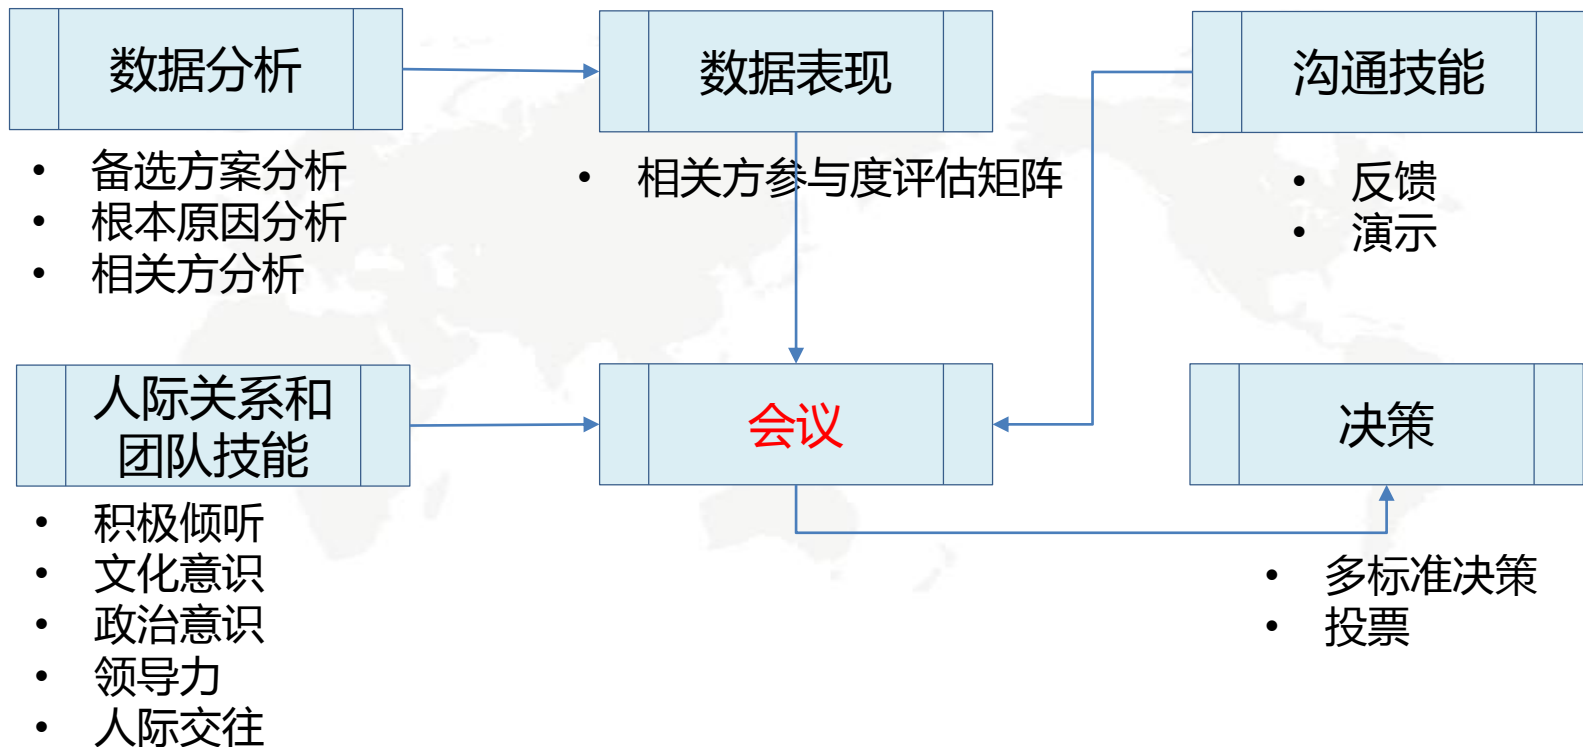 数据分析
• 备选方案分析
• 根本原因分析
• 相关方分析
数据表现
• 相关方参与度评估矩阵
沟通技能
• 反馈
• 演示
人际关系和
团队技能
• 积极倾听
• 文化意识
• 政治意识
• 领导力
• 人际交往
会议
决策
• 多标准决策
• 投票